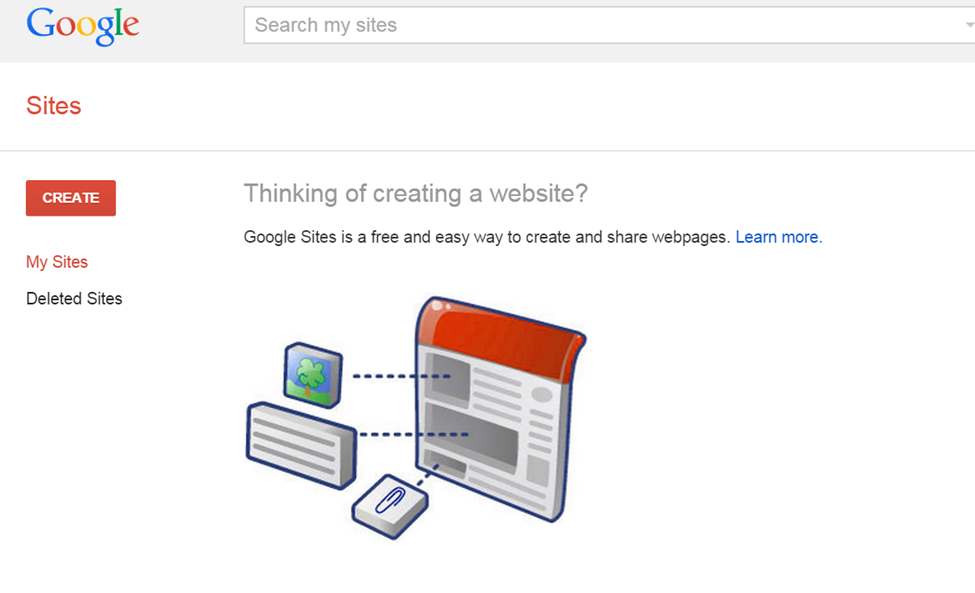 Google
Search my sites
Sites
CREATE
Thinking of creating a website?
Google Sites is a free and easy way to create and share webpages. Learn more.
My Sites
Deleted Sites